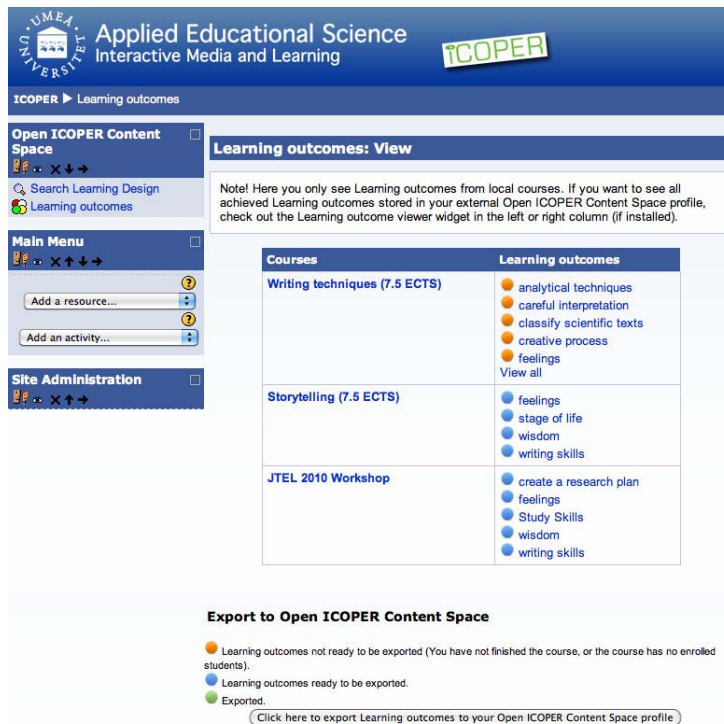 UMEÅ UNIVERSITET
Applied Educational Science
Interactive Media and Learning
iCOPER
ICOPER ► Learning outcomes
Open ICOPER Content
Space
Search Learning Design
Learning outcomes
Main Menu
Add a resource...
Add an activity...
Site Administration
Learning outcomes: View
Note! Here you only see Learning outcomes from local courses. If you want to see all
achieved Learning outcomes stored in your external Open ICOPER Content Space profile,
check out the Learning outcome viewer widget in the left or right column (if installed).
Courses Learning outcomes
Writing techniques (7.5 ECTS)
analytical techniques
careful interpretation
classify scientific texts
creative process
feelings
View all
Storytelling (7.5 ECTS)
feelings
stage of life
wisdom
writing skills
JTEL 2010 Workshop
create a research plan
feelings
Study Skills
wisdom
writing skills
Export to Open ICOPER Content Space
Learning outcomes not ready to be exported (You have not finished the course, or the course has no enrolled
students).
Learning outcomes ready to be exported.
Exported.
Click here to export Learning outcomes to your Open ICOPER Content Space profile